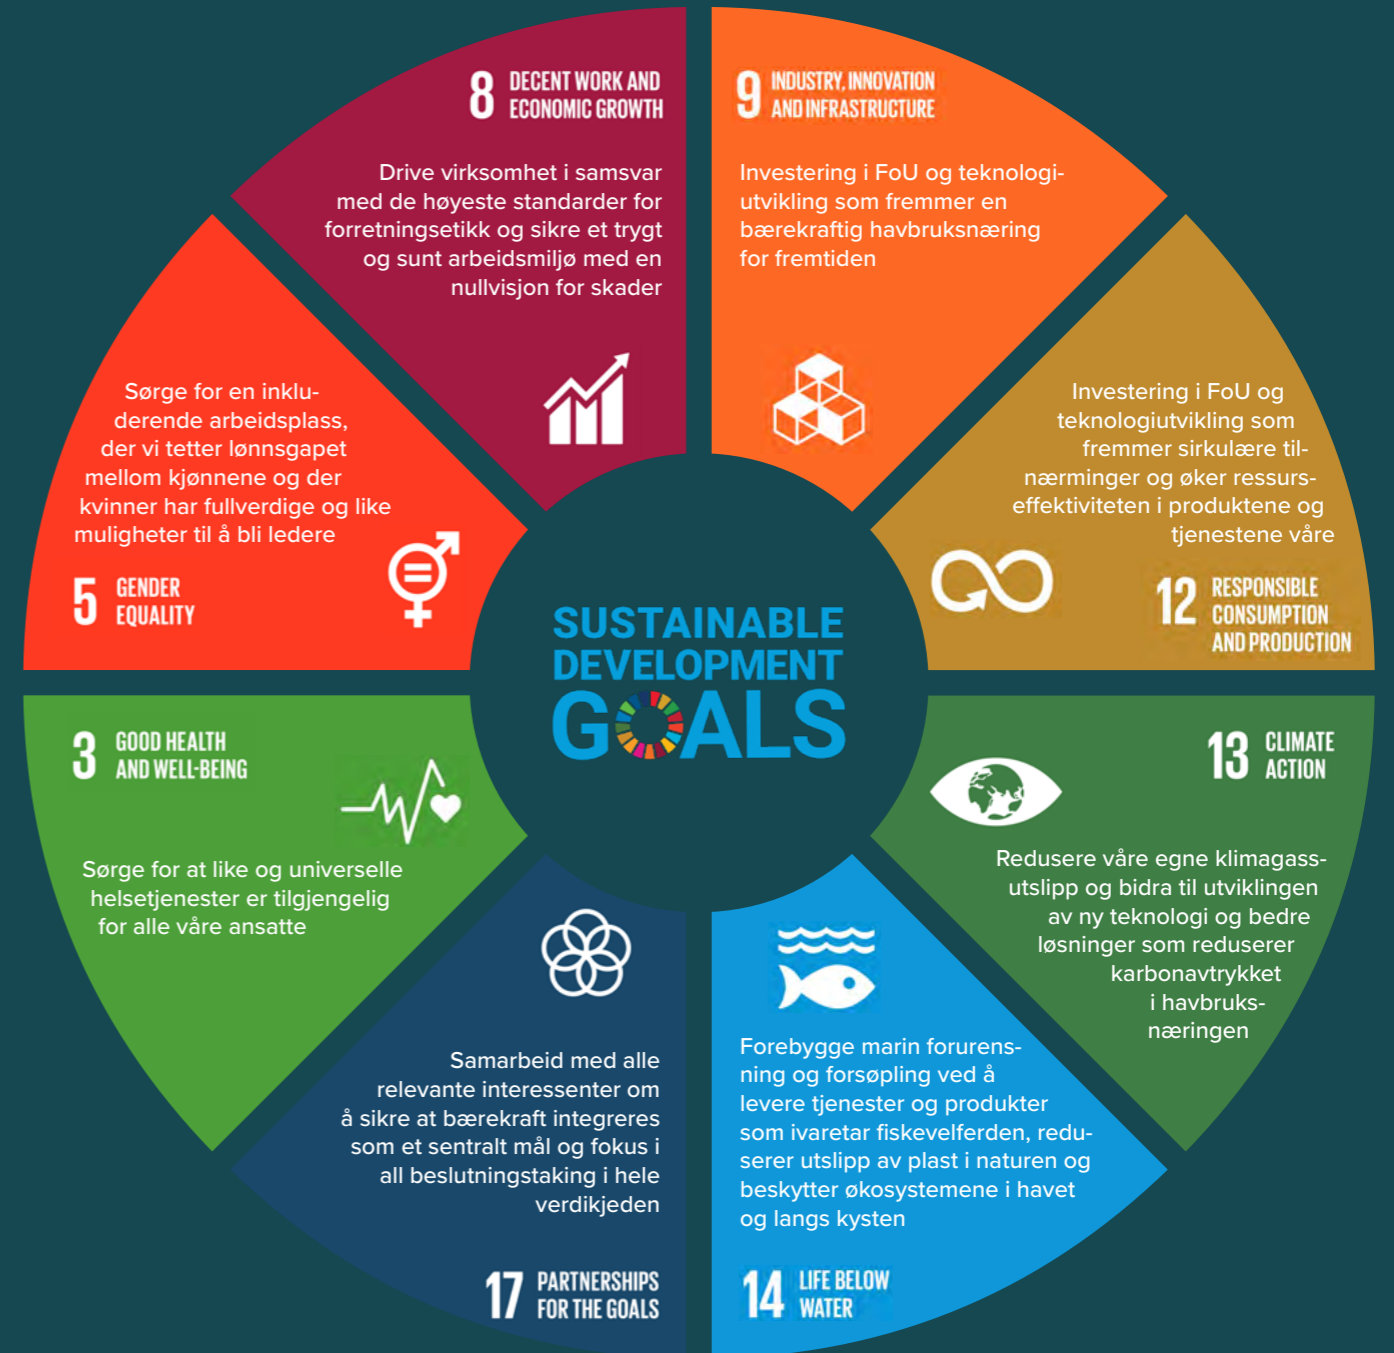 8 DECENT WORK AND
ECONOMIC GROWTH
Drive virksomhet i samsvar
med de høyeste standarder for
forretningsetikk og sikre et trygt
og sunt arbeidsmiljø med en
nullvisjon for skader
9 INDUSTRY, INNOVATION
AND INFRASTRUCTURE
Investering i FoU og teknologi-
utvikling som fremmer en
bærekraftig havbruksnæring
for fremtiden
Sørge for en inklu-
derende arbeidsplass,
der vi tetter lønnsgapet
mellom kjønnene og der
kvinner har fullverdige og like
muligheter til å bli ledere
5 GENDER
EQUALITY
Investering i FoU og
teknologiutvikling som
fremmer sirkulære til-
nærminger og øker ressurs-
effektiviteten i produktene og
tjenestene våre
12 RESPONSIBLE
CONSUMPTION
AND PRODUCTION
SUSTAINABLE
DEVELOPMENT
GOALS
3 GOOD HEALTH
AND WELL-BEING
Sørge for at like og universelle
helsetjenester er tilgjengelig
for alle våre ansatte
13 CLIMATE
ACTION
Redusere våre egne klimagass-
utslipp og bidra til utviklingen
av ny teknologi og bedre
løsninger som reduserer
karbonavtrykket
i havbruks-
næringen
Samarbeid med alle
relevante interessenter om
å sikre at bærekraft integreres
som et sentralt mål og fokus i
all beslutningstaking i hele
verdikjeden
17 PARTNERSHIPS
FOR THE GOALS
Forebygge marin forurens-
ning og forsøpling ved å
levere tjenester og produkter
som ivaretar fiskevelferden, redu-
serer utslipp av plast i naturen og
beskytter økosystemene i havet
og langs kysten
14 LIFE BELOW
WATER